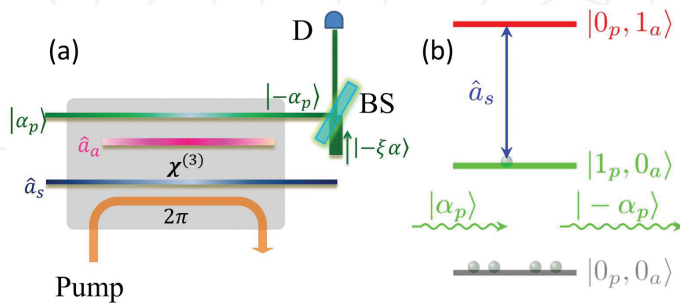 (a)
D
|−α_p⟩
BS
|α_p⟩
â_a
|−ξα⟩
χ^(3)
â_s
2π
Pump
(b)
|0_p, 1_a⟩
â_s
|1_p, 0_a⟩
|α_p⟩
|− α_p⟩
|0_p, 0_a⟩